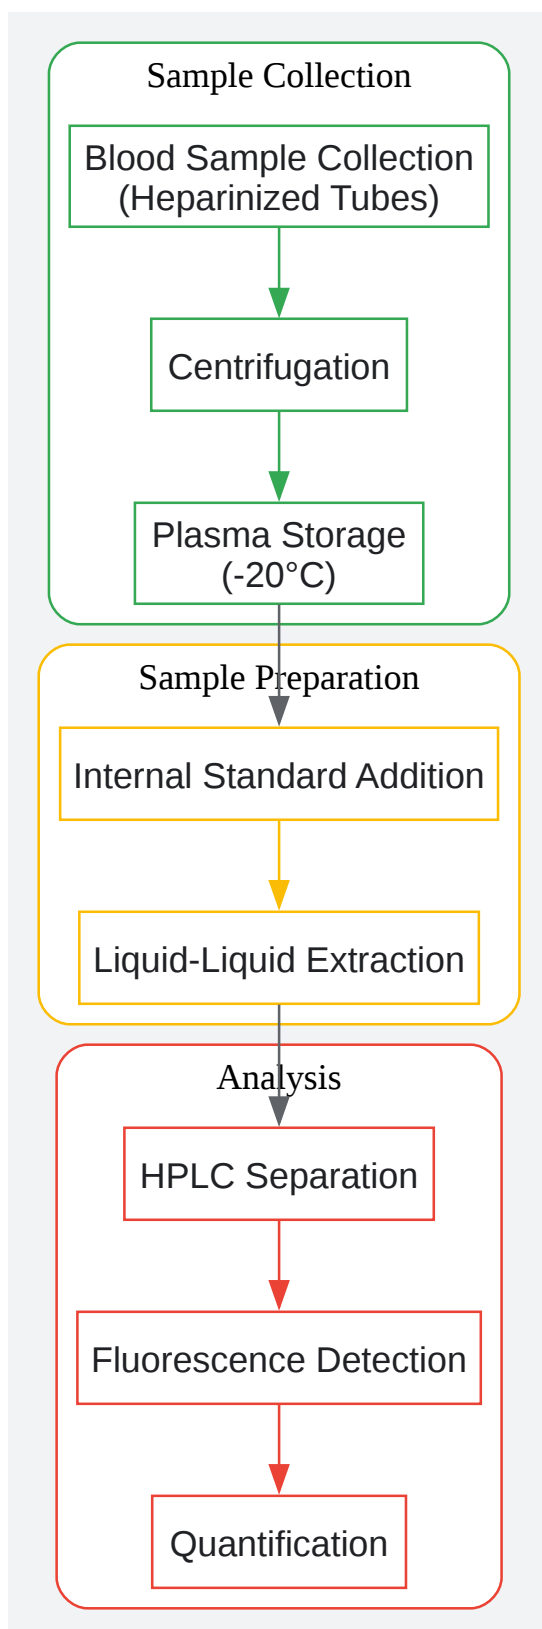 Sample Collection
Blood Sample Collection
(Heparinized Tubes)
Centrifugation
Plasma Storage
(-20°C)
Sample Preparation
Internal Standard Addition
Liquid-Liquid Extraction
Analysis
HPLC Separation
Fluorescence Detection
Quantification